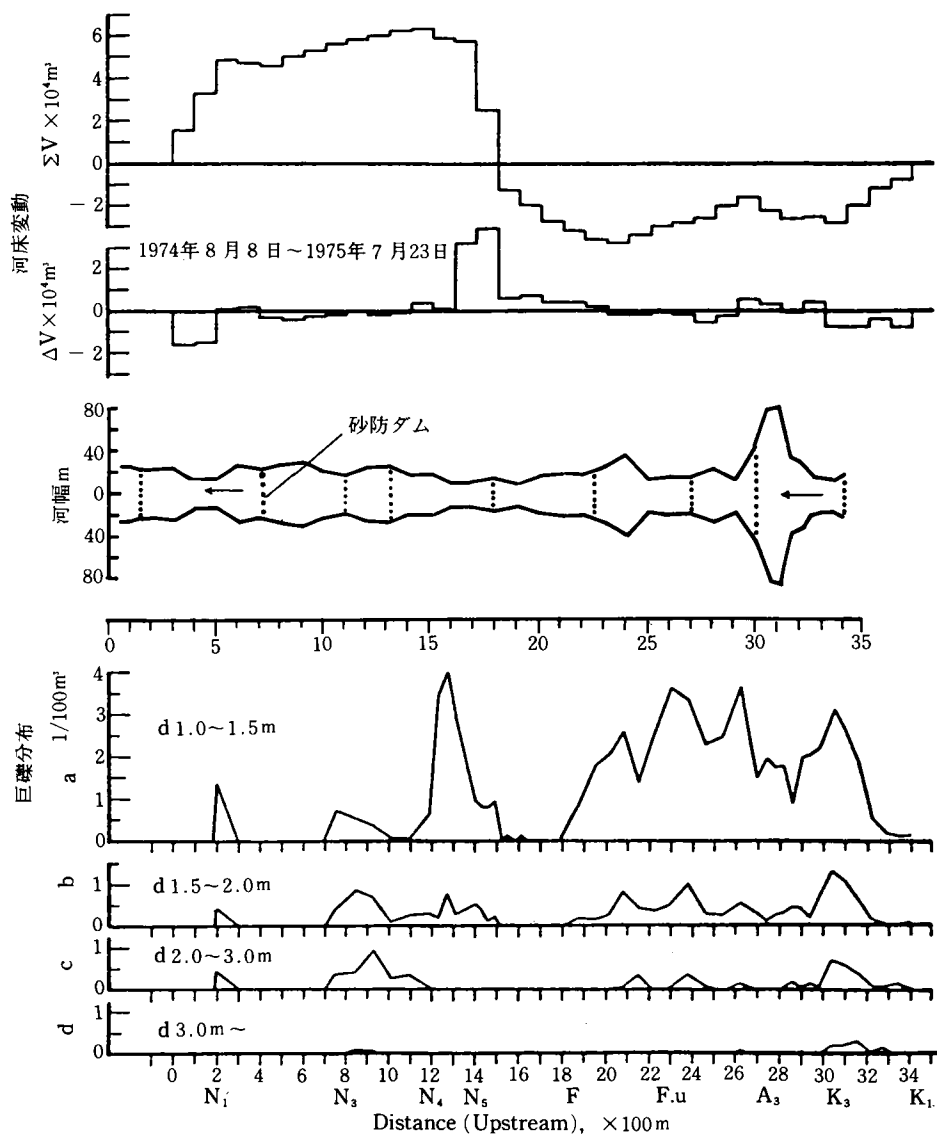 6
4
2
0
-2
ΣV×10⁴m³
河床変動
1974年8月8日~1975年7月23日
2
0
-2
ΔV×10⁴m³
砂防ダム
80
40
0
40
80
河幅m
0 5 10 15 20 25 30 35
巨礫分布
a 1/100m²
4
3
2
1
0
d1.0~1.5m
b
1
0
d1.5~2.0m
c
1
0
d2.0~3.0m
d
1
0
d3.0m~
0 2 4 6 8 10 12 14 16 18 20 22 24 26 28 30 32 34
N₁′ N₃ N₄ N₅ F F.u A₃ K₃ K₁
Distance (Upstream), ×100m